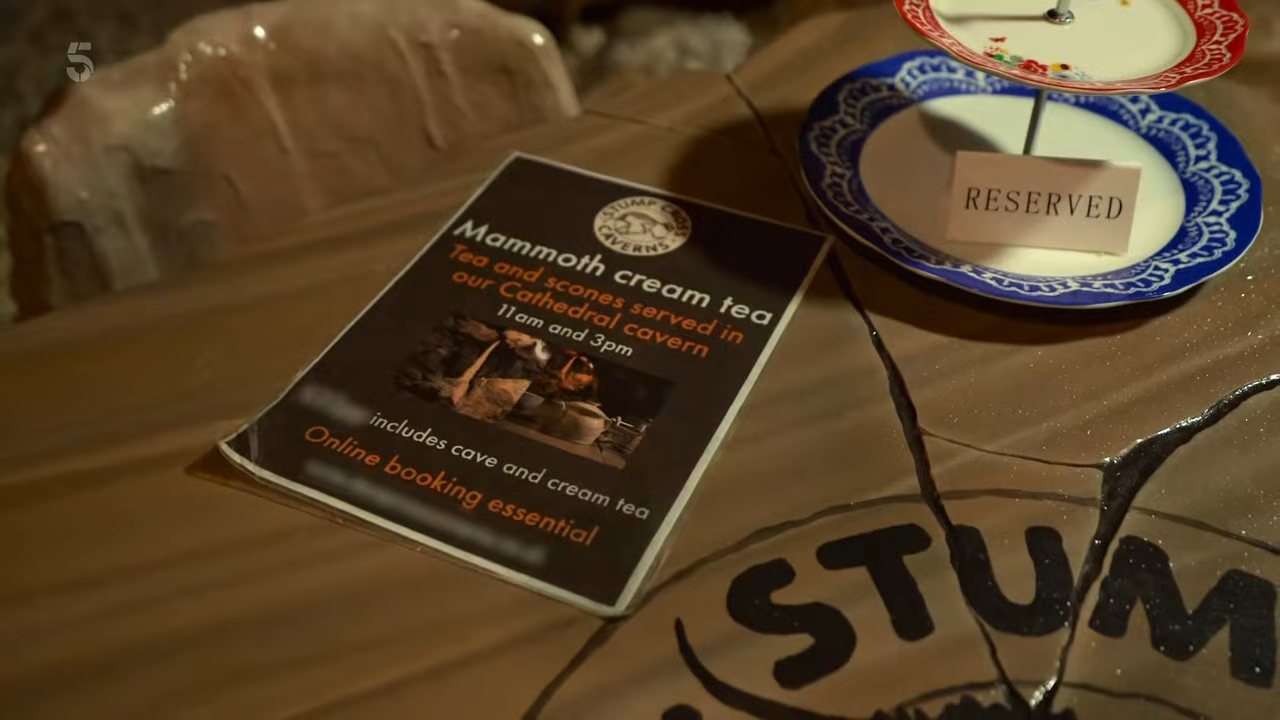 5
STUMP CROSS
CAVERNS
Mammoth cream tea
Tea and scones served in
our Cathedral cavern
11am and 3pm
includes cave and cream tea
Online booking essential
RESERVED
STUM